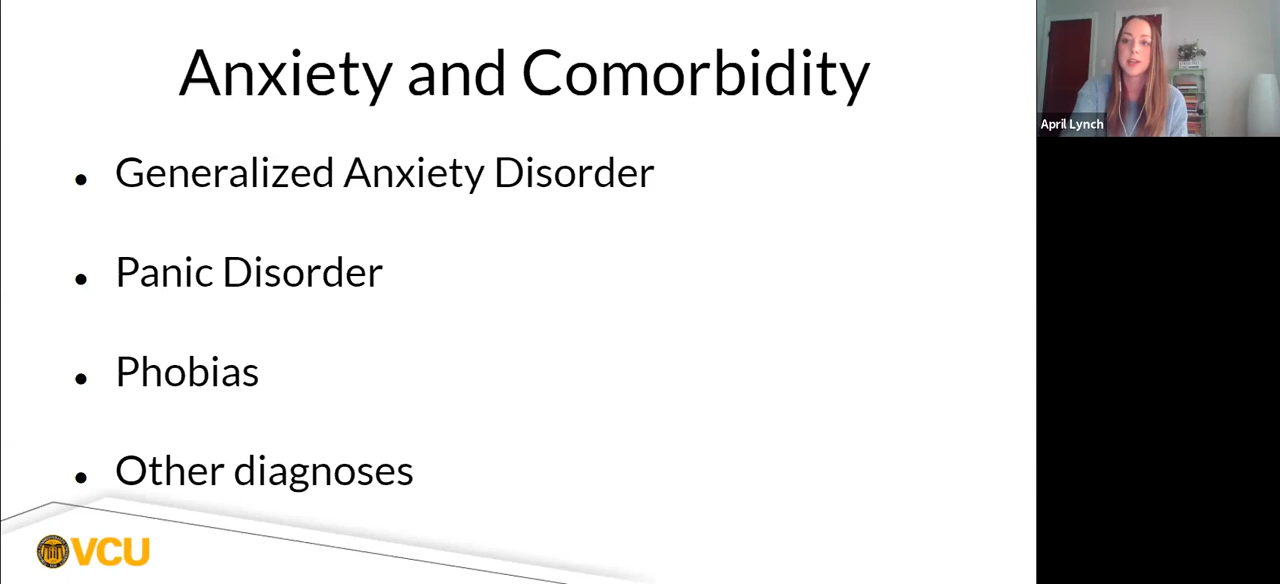 Anxiety and Comorbidity
• Generalized Anxiety Disorder
• Panic Disorder
• Phobias
• Other diagnoses
VCU
April Lynch